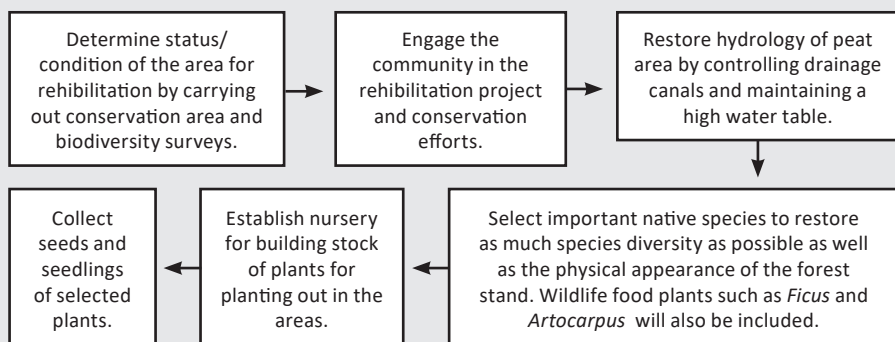 Determine status/
condition of the area for
rehibilitation by carrying
out conservation area and
biodiversity surveys.
Engage the
community in the
rehibilitation project
and conservation
efforts.
Restore hydrology of peat
area by controlling drainage
canals and maintaining a
high water table.
Select important native species to restore
as much species diversity as possible as well
as the physical appearance of the forest
stand. Wildlife food plants such as Ficus and
Artocarpus will also be included.
Establish nursery
for building stock
of plants for
planting out in the
areas.
Collect
seeds and
seedlings
of selected
plants.